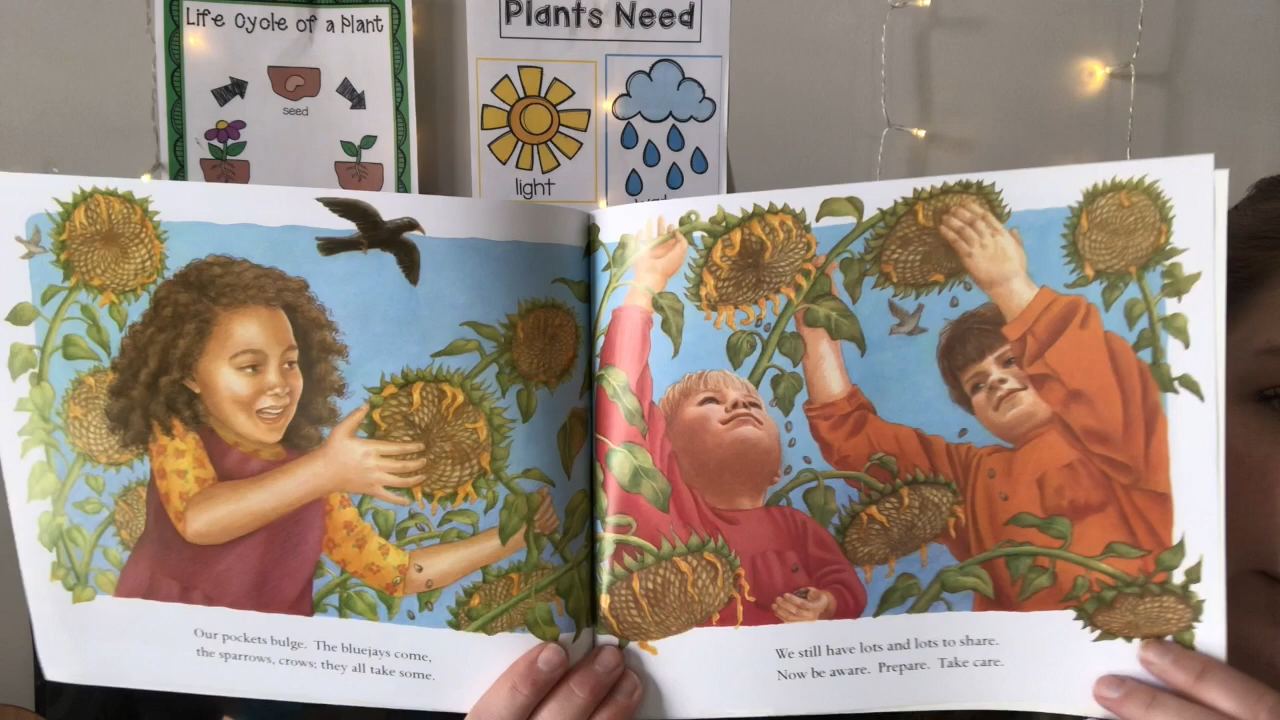 Life Cycle of a Plant
seed
Plants Need
light
Our pockets bulge. The bluejays come,
the sparrows, crows; they all take some.
We still have lots and lots to share.
Now be aware. Prepare. Take care.